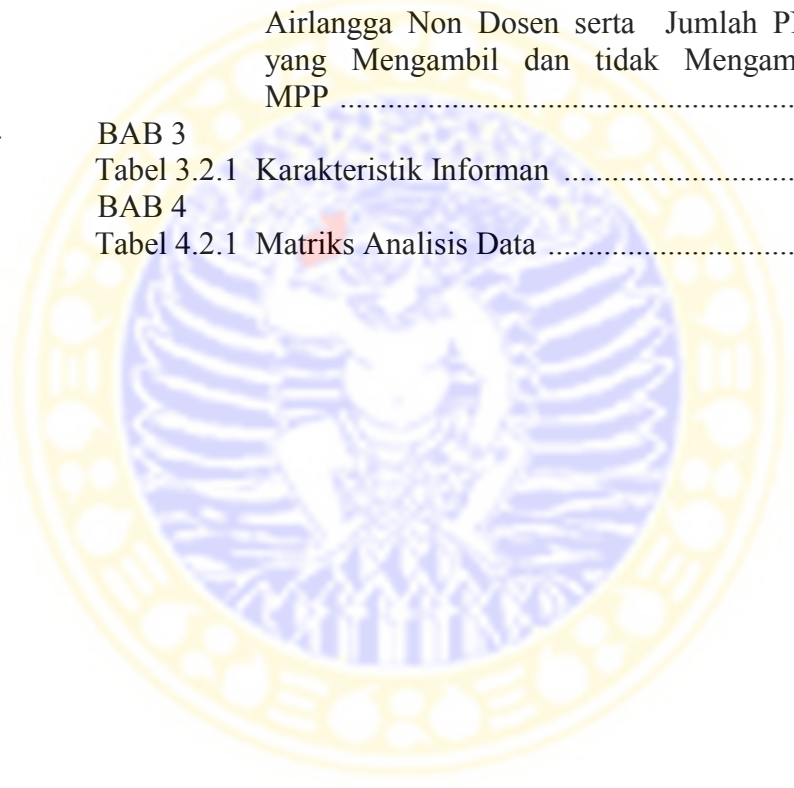 Airlangga Non Dosen serta Jumlah
yang Mengambil dan tidak
MPP ................................................................
BAB 3
Tabel 3.2.1 Karakteristik Informan ................................
BAB 4
Tabel 4.2.1 Matriks Analisis Data ..................................